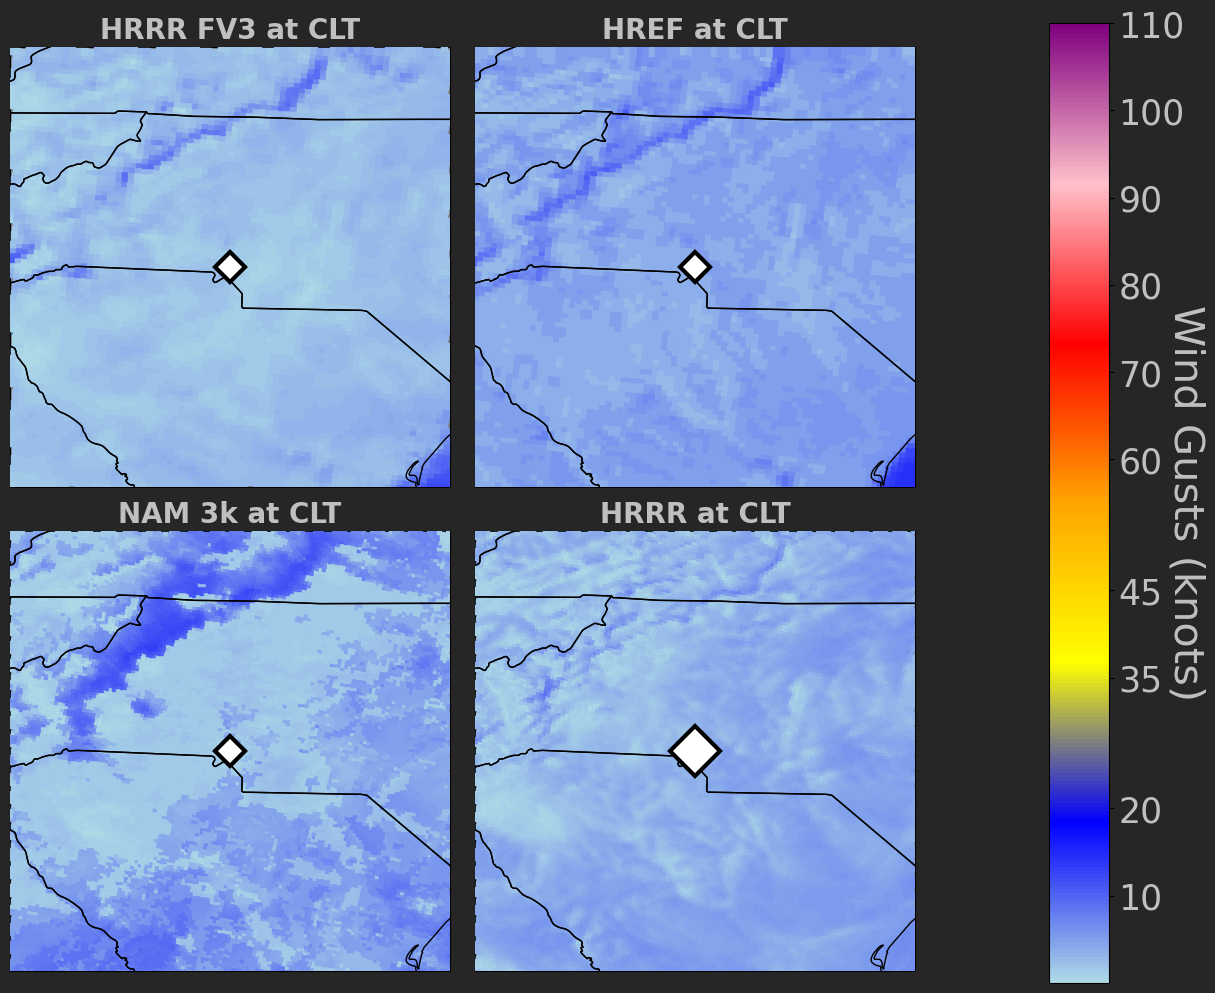 HRRR FV3 at CLT
HREF at CLT
NAM 3k at CLT
HRRR at CLT
110
100
90
80
70
60
45
35
20
10
Wind Gusts (knots)